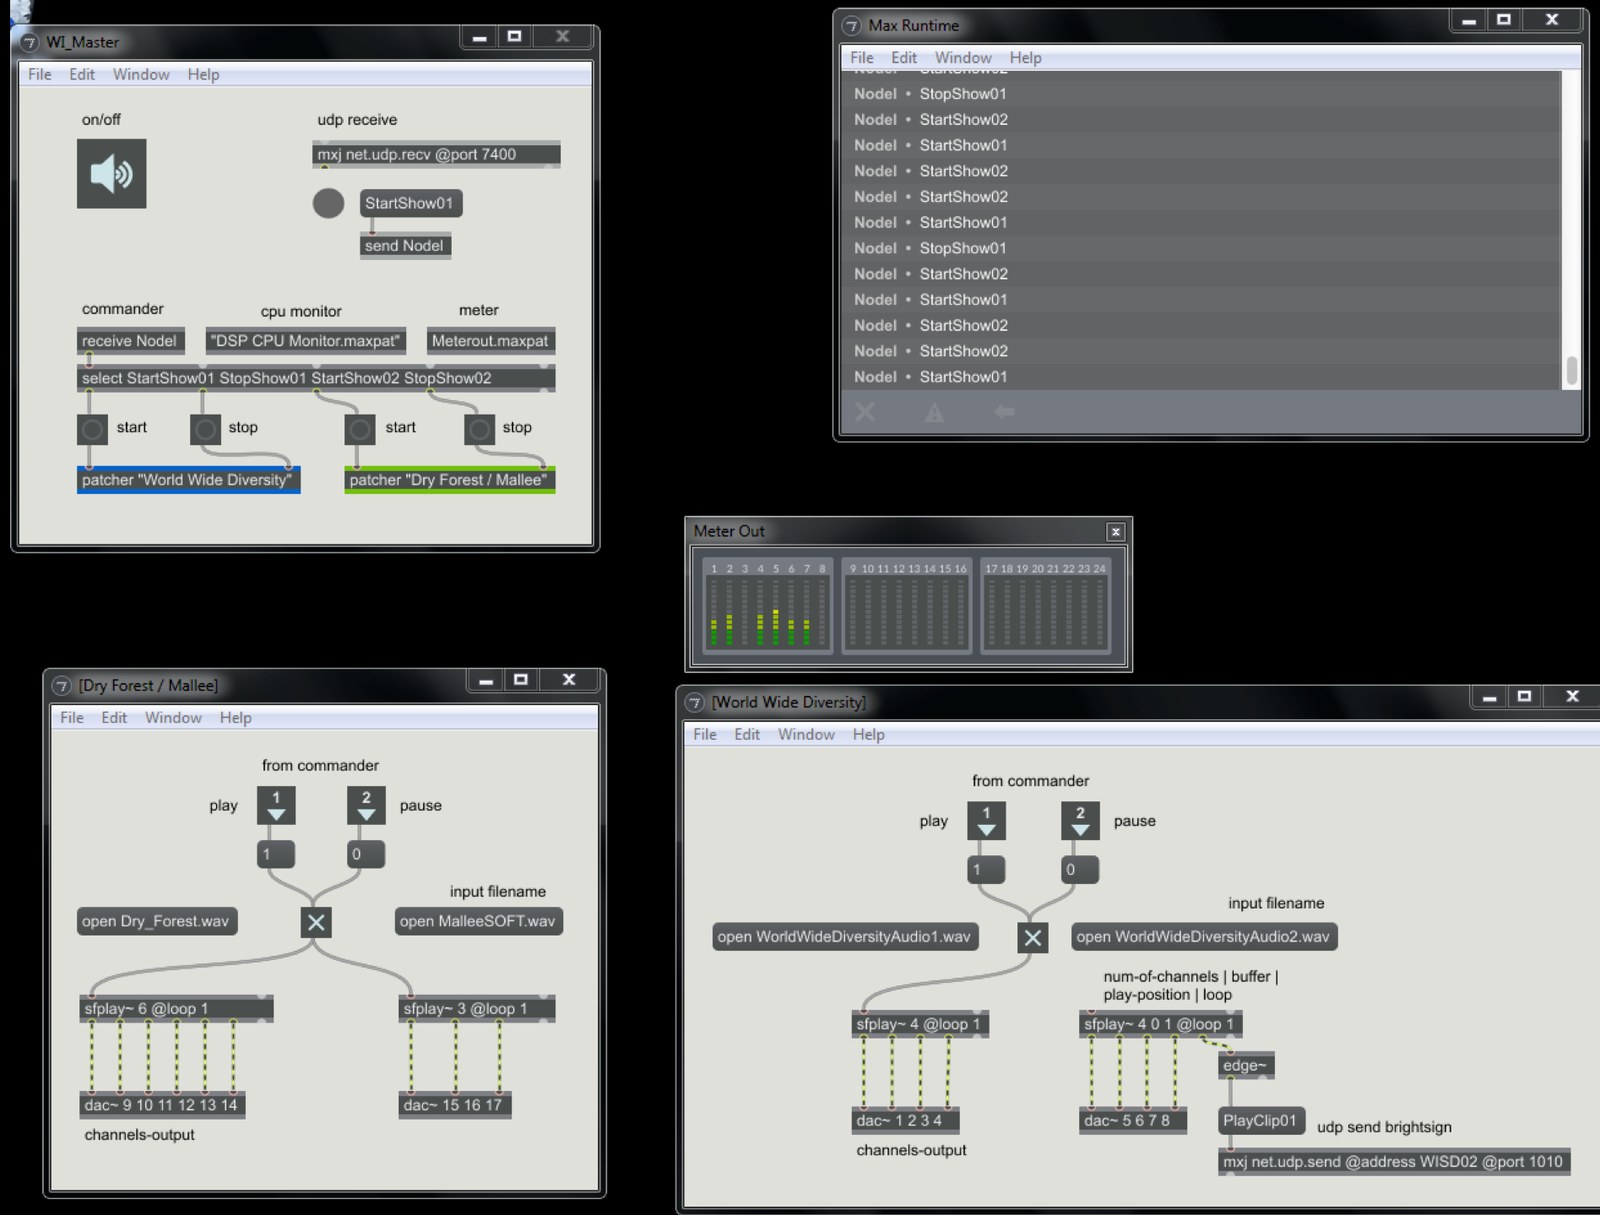 WI_Master
File Edit Window Help
on/off
udp receive
mxj net.udp.recv @port 7400
StartShow01
send Nodel
commander
cpu monitor
meter
receive Nodel
"DSP CPU Monitor.maxpat"
Meterout.maxpat
select StartShow01 StopShow01 StartShow02 StopShow02
start
stop
start
stop
patcher "World Wide Diversity"
patcher "Dry Forest / Mallee"
Max Runtime
File Edit Window Help
Nodel • StartShow02
Nodel • StopShow01
Nodel • StartShow02
Nodel • StartShow01
Nodel • StartShow02
Nodel • StartShow02
Nodel • StartShow01
Nodel • StopShow01
Nodel • StartShow02
Nodel • StartShow01
Nodel • StartShow02
Nodel • StartShow02
Nodel • StartShow01
Meter Out
1 2 3 4 5 6 7 8
9 10 11 12 13 14 15 16
17 18 19 20 21 22 23 24
[Dry Forest / Mallee]
File Edit Window Help
from commander
play
1
2
pause
1
0
input filename
open Dry_Forest.wav
open MalleeSOFT.wav
sfplay~ 6 @loop 1
sfplay~ 3 @loop 1
dac~ 9 10 11 12 13 14
dac~ 15 16 17
channels-output
[World Wide Diversity]
File Edit Window Help
from commander
play
1
2
pause
1
0
input filename
open WorldWideDiversityAudio1.wav
open WorldWideDiversityAudio2.wav
num-of-channels | buffer |
play-position | loop
sfplay~ 4 @loop 1
sfplay~ 4 0 1 @loop 1
edge~
dac~ 1 2 3 4
dac~ 5 6 7 8
PlayClip01
udp send brightsign
channels-output
mxj net.udp.send @address WISD02 @port 1010